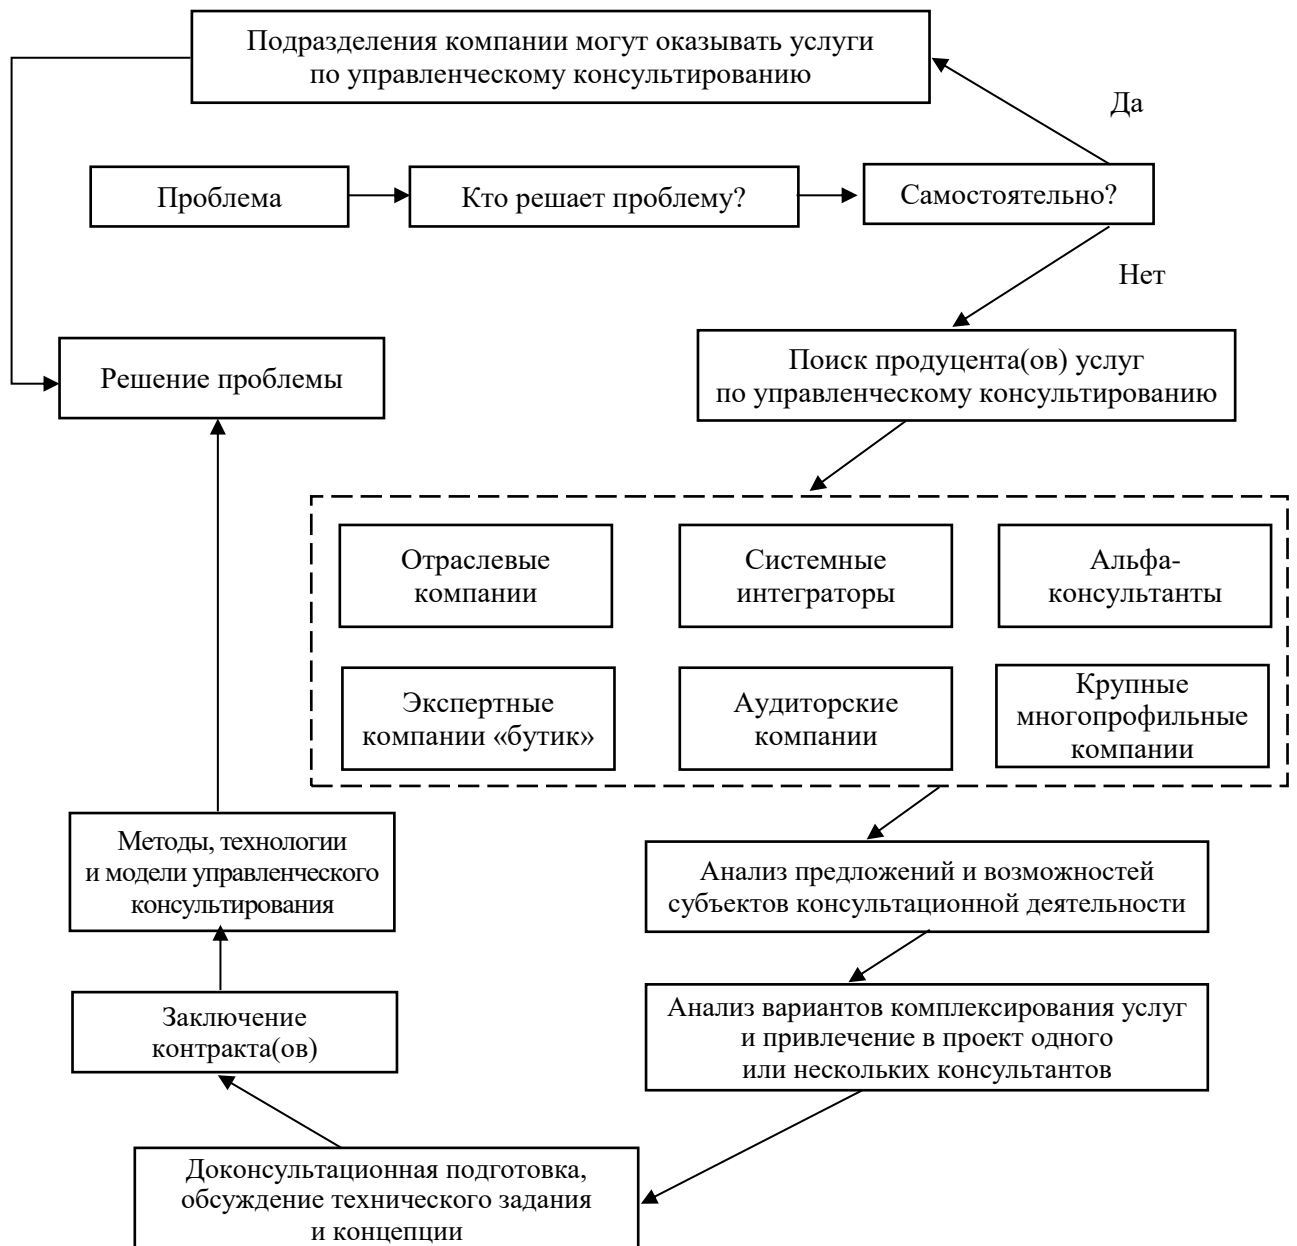 Подразделения компании могут оказывать услуги
по управленческому консультированию
Да
Проблема
Кто решает проблему?
Самостоятельно?
Нет
Решение проблемы
Поиск продуцента(ов) услуг
по управленческому консультированию
Отраслевые
компании
Системные
интеграторы
Альфа-
консультанты
Экспертные
компании «бутик»
Аудиторские
компании
Крупные
многопрофильные
компании
Методы, технологии
и модели управленческого
консультирования
Анализ предложений и возможностей
субъектов консультационной деятельности
Заключение
контракта(ов)
Анализ вариантов комплексирования услуг
и привлечение в проект одного
или нескольких консультантов
Доконсультационная подготовка,
обсуждение технического задания
и концепции